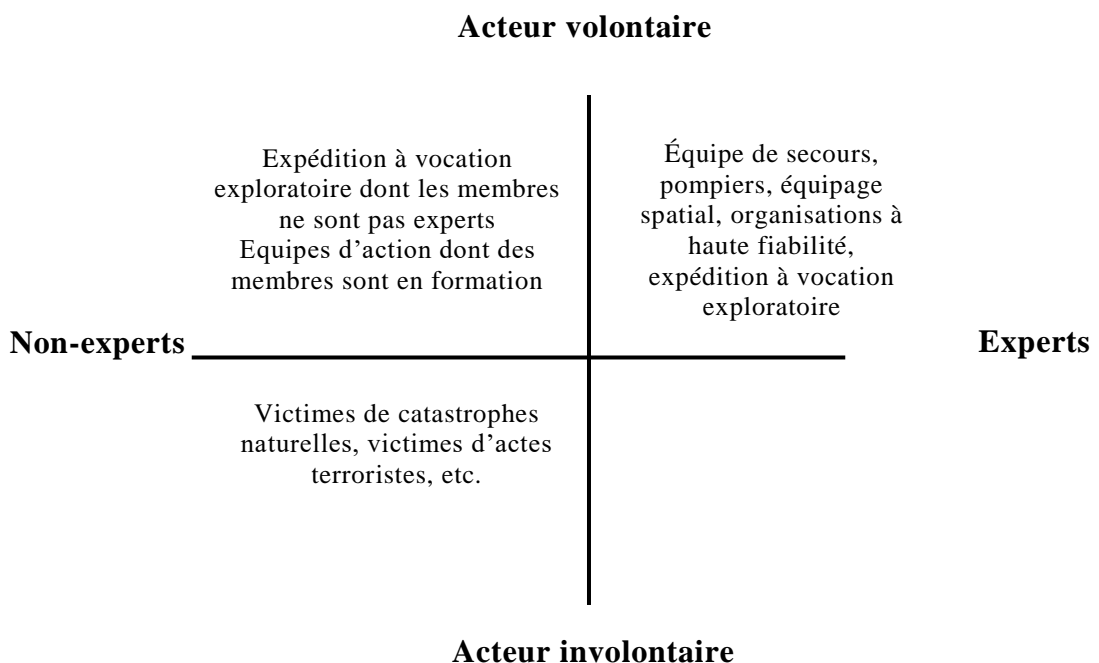 Acteur volontaire
Expédition à vocation
exploratoire dont les membres
ne sont pas experts
Equipes d’action dont des
membres sont en formation
Équipe de secours,
pompiers, équipage
spatial, organisations à
haute fiabilité,
expédition à vocation
exploratoire
Non-experts
Experts
Victimes de catastrophes
naturelles, victimes d’actes
terroristes, etc.
Acteur involontaire